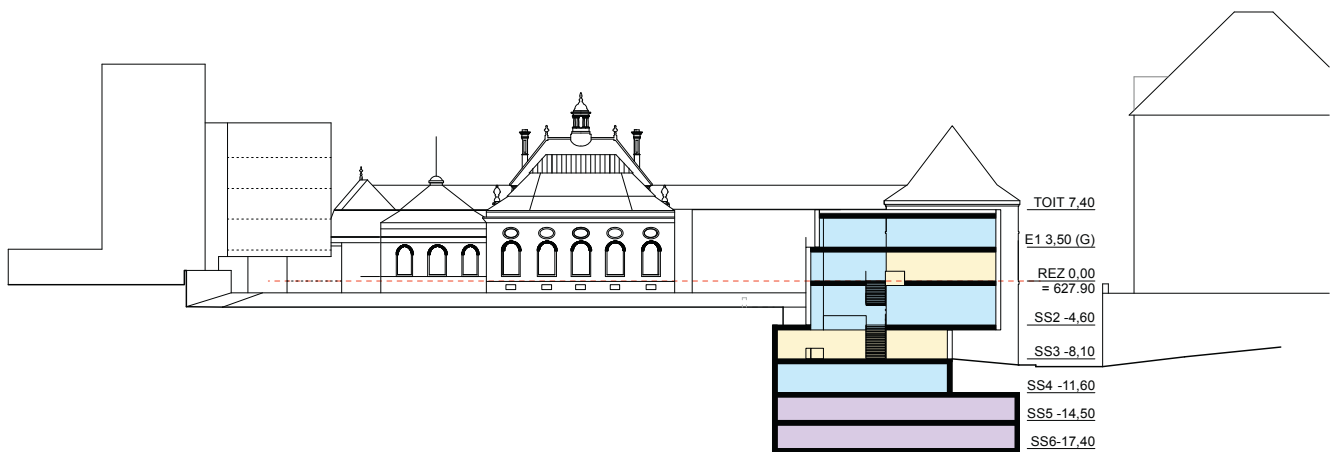 TOIT 7,40
E1 3,50 (G)
REZ 0,00
= 627.90
SS2 -4,60
SS3 -8,10
SS4 -11,60
SS5 -14,50
SS6-17,40